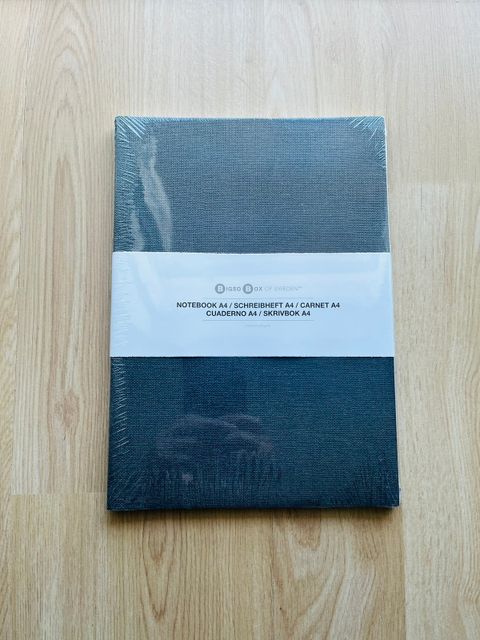 BIGSO BOX OF SWEDEN™
NOTEBOOK A4 / SCHREIBHEFT A4 / CARNET A4
CUADERNO A4 / SKRIVBOK A4